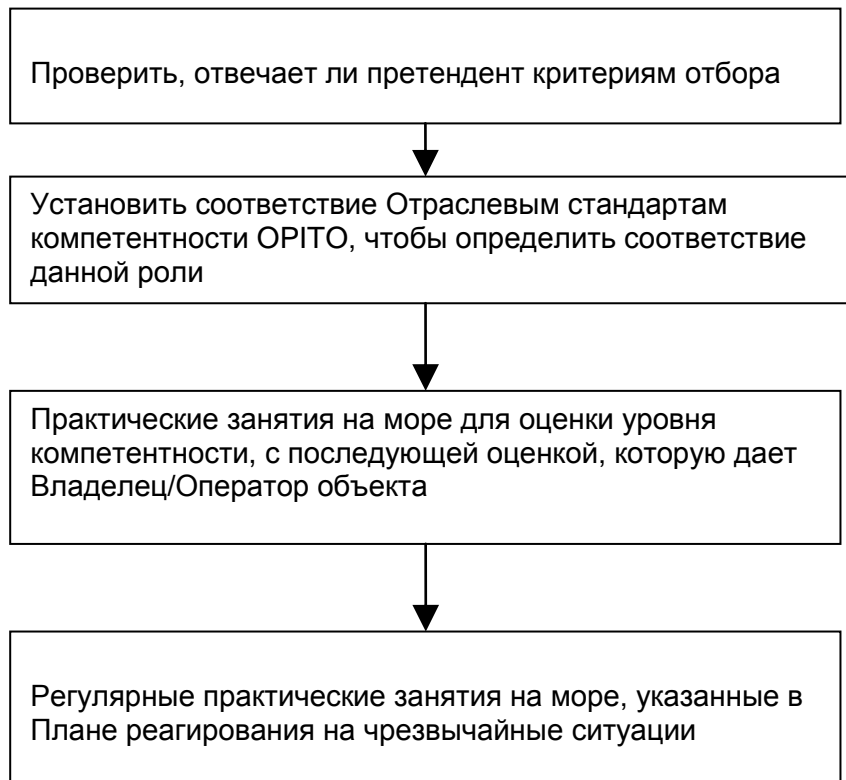 Проверить, отвечает ли претендент критериям отбора
Установить соответствие Отраслевым стандартам
компетентности OPITO, чтобы определить соответствие
данной роли
Практические занятия на море для оценки уровня
компетентности, с последующей оценкой, которую дает
Владелец/Оператор объекта
Регулярные практические занятия на море, указанные в
Плане реагирования на чрезвычайные ситуации